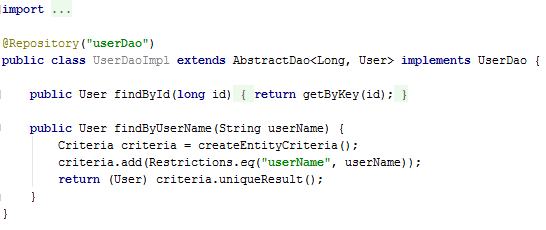 import ...
@Repository("userDao")
public class UserDaoImpl extends AbstractDao<Long, User> implements UserDao {
public User findById(long id) { return getByKey(id); }
public User findByUserName(String userName) {
Criteria criteria = createEntityCriteria();
criteria.add(Restrictions.eq("userName", userName));
return (User) criteria.uniqueResult();
}
}